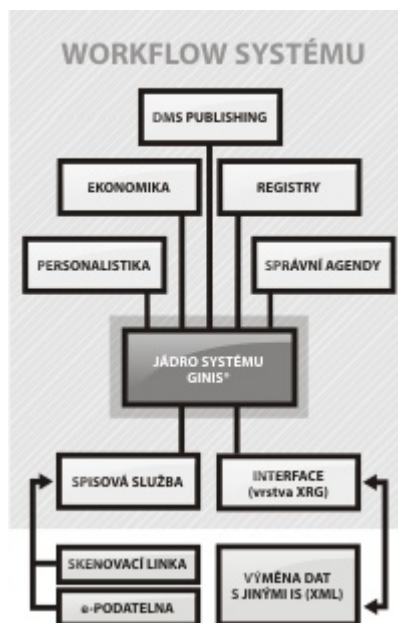 WORKFLOW SYSTÉMU
DMS PUBLISHING
EKONOMIKA
REGISTRY
PERSONALISTIKA
SPRÁVNÍ AGENDY
JÁDRO SYSTÉMU
GINIS®
SPISOVÁ SLUŽBA
INTERFACE
(vrstva XRG)
SKENOVACÍ LINKA
e-PODATELNA
VÝMĚNA DAT
S JINÝMI IS (XML)